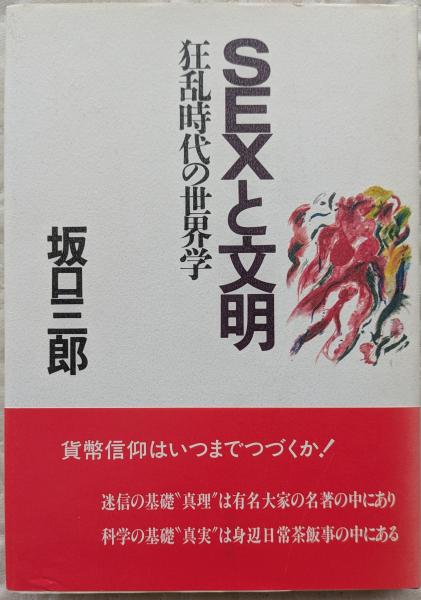 SEXと文明
狂乱時代の世界学
坂口三郎
貨幣信仰はいつまでつづくか!
迷信の基礎〝真理〟は有名大家の名著の中にあり
科学の基礎〝真実〟は身辺日常茶飯事の中にある